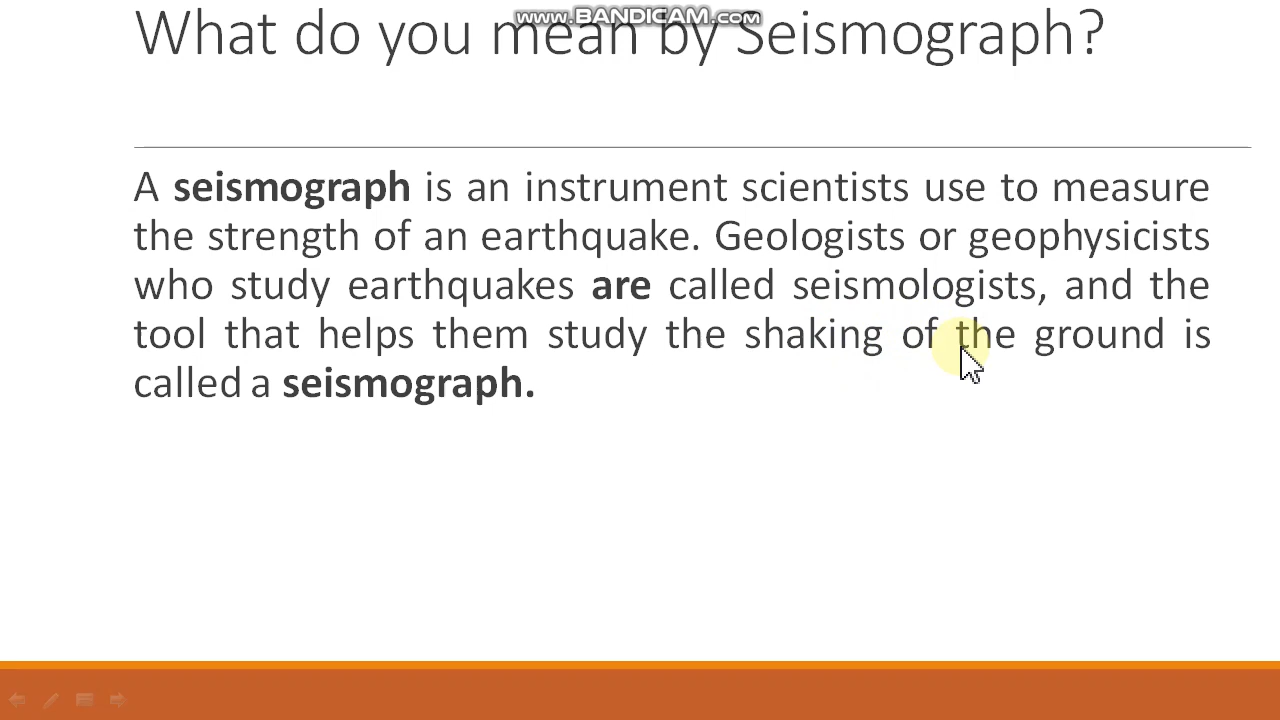 www.BANDICAM.com
What do you mean by Seismograph?
A seismograph is an instrument scientists use to measure
the strength of an earthquake. Geologists or geophysicists
who study earthquakes are called seismologists, and the
tool that helps them study the shaking of the ground is
called a seismograph.